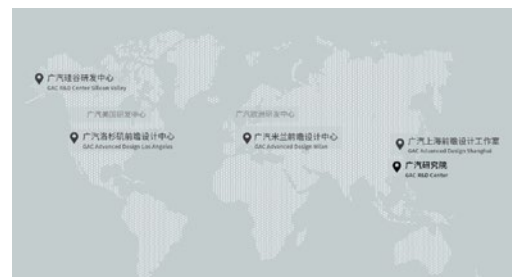 广汽硅谷研发中心
GAC R&D Center Silicon Valley
广汽美国研发中心
广汽洛杉矶前瞻设计中心
GAC Advanced Design Los Angeles
广汽欧洲研发中心
广汽米兰前瞻设计中心
GAC Advanced Design Milan
广汽上海前瞻设计工作室
GAC Advanced Design Shanghai
广汽研究院
GAC R&D Center